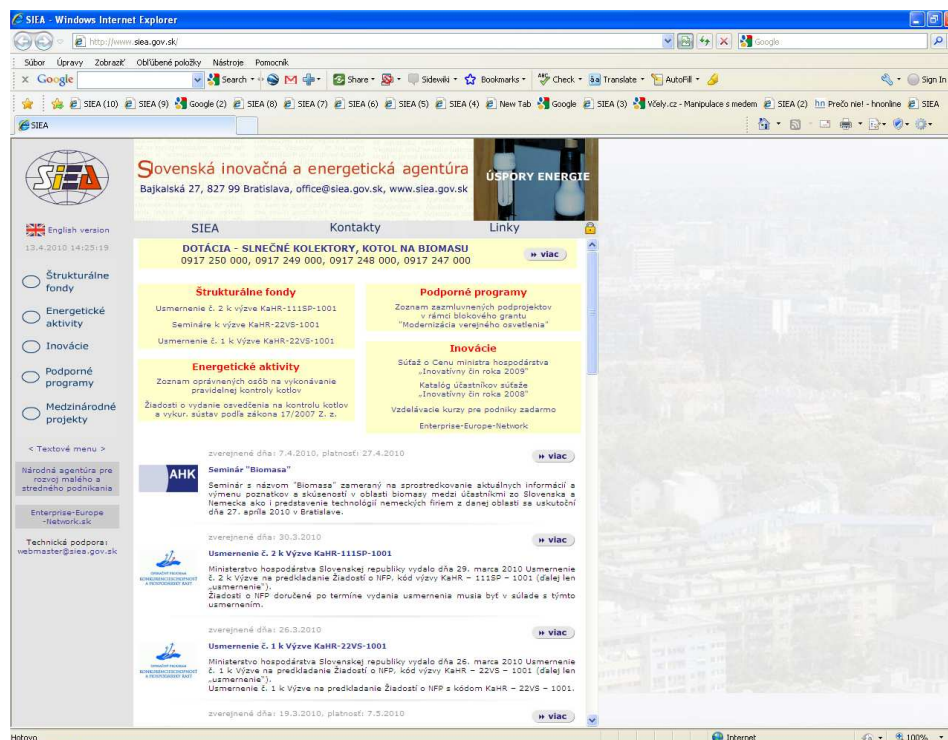 SIEA - Windows Internet Explorer
http://www.siea.gov.sk/
Google
Súbor Úpravy Zobraziť Obľúbené položky Nástroje Pomocník
x Google Search Share Sidewiki Bookmarks Check Translate AutoFill Sign In
SIEA (10) SIEA (9) Google (2) SIEA (8) SIEA (7) SIEA (6) SIEA (5) SIEA (4) New Tab Google SIEA (3) Včely.cz - Manipulace s medem SIEA (2) hn Prečo nie! - hnonline SIEA
SIEA
SIEA
Slovenská inovačná a energetická agentúra
Bajkalská 27, 827 99 Bratislava, office@siea.gov.sk, www.siea.gov.sk
ÚSPORY ENERGIE
English version
13.4.2010 14:25:19
SIEA Kontakty Linky
Štrukturálne
fondy
Energetické
aktivity
Inovácie
Podporné
programy
Medzinárodné
projekty
< Textové menu >
Národná agentúra pre
rozvoj malého a
stredného podnikania
Enterprise-Europe
-Network.sk
Technická podpora:
webmaster@siea.gov.sk
DOTÁCIA - SLNEČNÉ KOLEKTORY, KOTOL NA BIOMASU
0917 250 000, 0917 249 000, 0917 248 000, 0917 247 000
» viac
Štrukturálne fondy
Usmernenie č. 2 k výzve KaHR-111SP-1001
Semináre k výzve KaHR-22VS-1001
Usmernenie č. 1 k Výzve KaHR-22VS-1001
Energetické aktivity
Zoznam oprávnených osôb na vykonávanie
pravidelnej kontroly kotlov
Žiadosti o vydanie osvedčenia na kontrolu kotlov
a vykur. sústav podľa zákona 17/2007 Z. z.
Podporné programy
Zoznam zazmluvnených podprojektov
v rámci blokového grantu
"Modernizácia verejného osvetlenia"
Inovácie
Súťaž o Cenu ministra hospodárstva
„Inovatívny čin roka 2009"
Katalóg účastníkov súťaže
„Inovatívny čin roka 2008"
Vzdelávacie kurzy pre podniky zadarmo
Enterprise-Europe-Network
zverejnené dňa: 7.4.2010, platnosť: 27.4.2010
» viac
AHK
Seminár "Biomasa"
Seminár s názvom "Biomasa" zameraný na sprostredkovanie aktuálnych informácií a
výmenu poznatkov a skúseností v oblasti biomasy medzi účastníkmi zo Slovenska a
Nemecka ako i predstavenie technológií nemeckých firiem z danej oblasti sa uskutoční
dňa 27. apríla 2010 v Bratislave.
zverejnené dňa: 30.3.2010
» viac
Usmernenie č. 2 k Výzve KaHR-111SP-1001
Ministerstvo hospodárstva Slovenskej republiky vydalo dňa 29. marca 2010 Usmernenie
č. 2 k Výzve na predkladanie Žiadostí o NFP, kód výzvy KaHR – 111SP – 1001 (ďalej len
„usmernenie").
Žiadosti o NFP doručené po termíne vydania usmernenia musia byť v súlade s týmto
usmernením.
zverejnené dňa: 26.3.2010
» viac
Usmernenie č. 1 k Výzve KaHR-22VS-1001
Ministerstvo hospodárstva Slovenskej republiky vydalo dňa 26. marca 2010 Usmernenie
č. 1 k Výzve na predkladanie Žiadostí o NFP, kód výzvy KaHR – 22VS – 1001 (ďalej len
„usmernenie").
Usmernenie č. 1 k Výzve na predkladanie Žiadostí o NFP s kódom KaHR – 22VS – 1001.
zverejnené dňa: 19.3.2010, platnosť: 7.5.2010
» viac
Hotovo Internet 100%